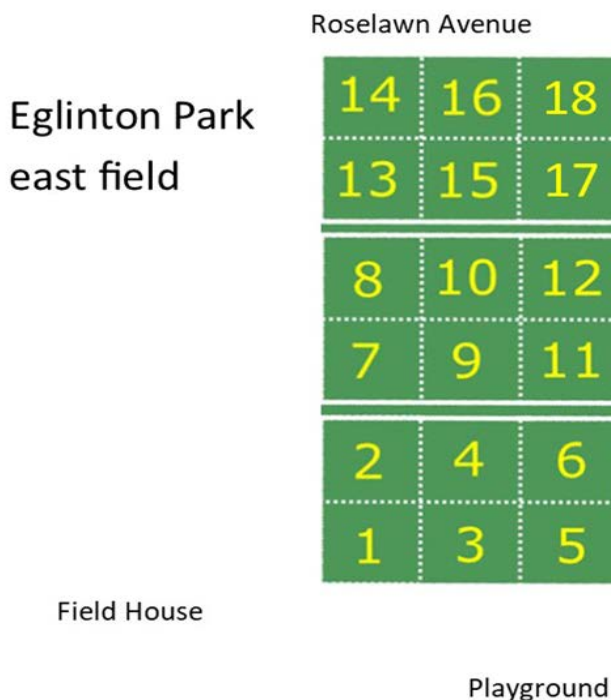 Roselawn Avenue
Eglinton Park
east field
14 16 18
13 15 17
8 10 12
7 9 11
2 4 6
1 3 5
Field House
Playground